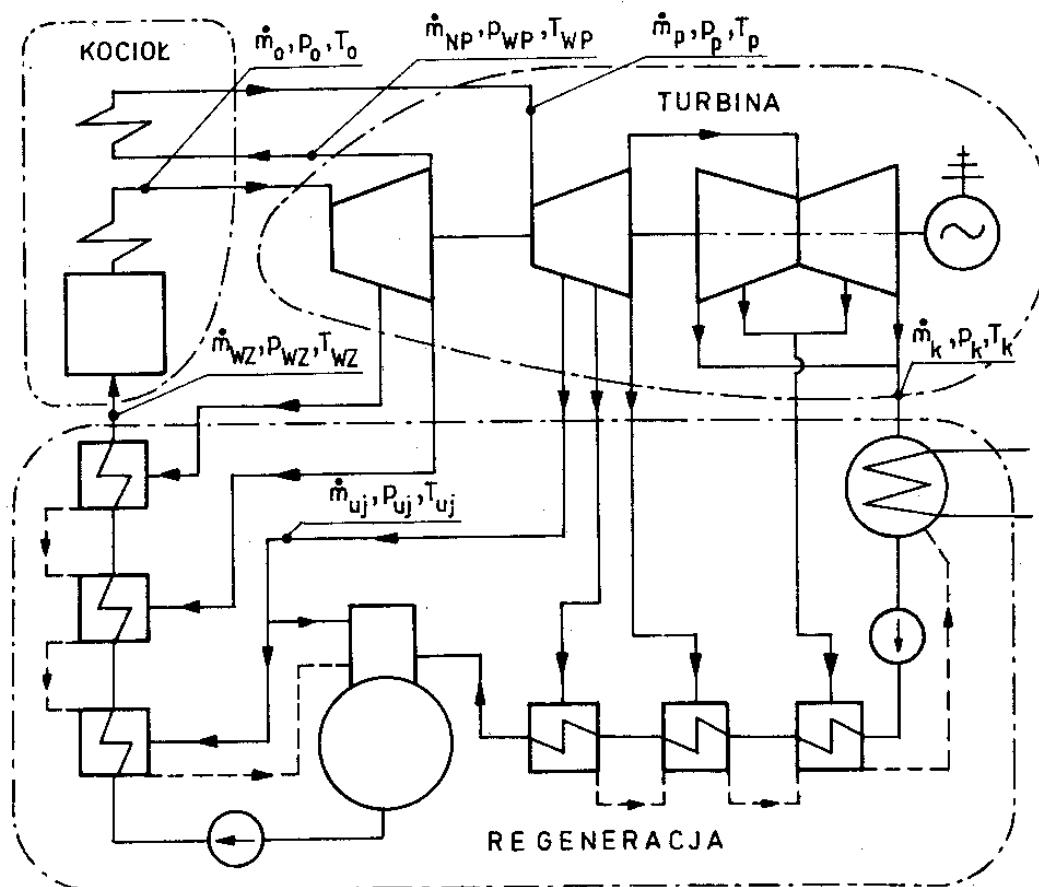 KOCIOŁ
ṁo, po, To
ṁNP, pWP, TWP
ṁp, pp, Tp
TURBINA
ṁWZ, pWZ, TWZ
ṁk, pk, Tk
ṁuj, puj, Tuj
REGENERACJA